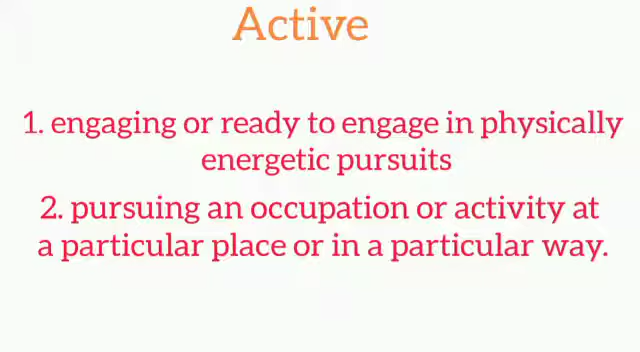 Active
1. engaging or ready to engage in physically
energetic pursuits
2. pursuing an occupation or activity at
a particular place or in a particular way.